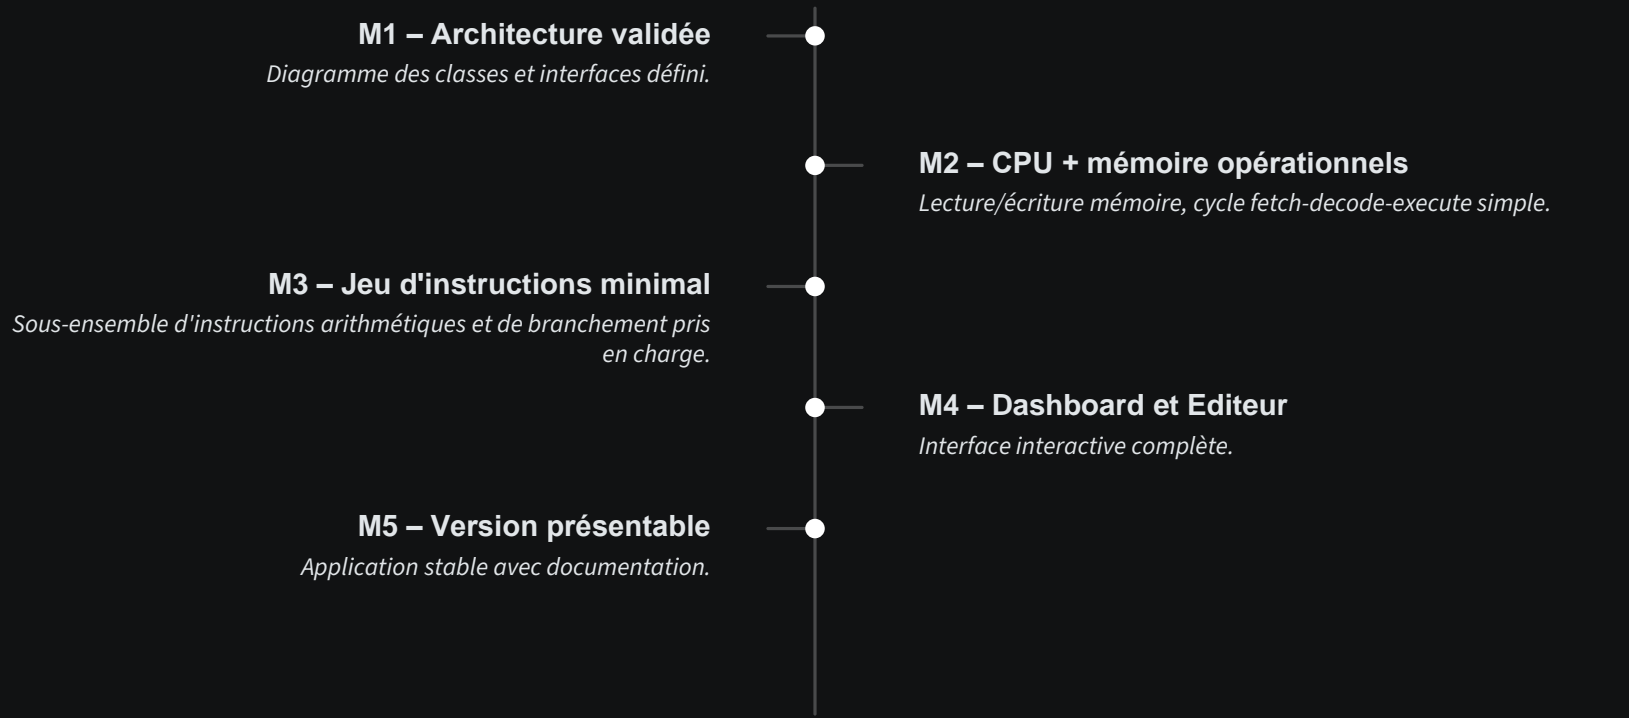 M1 – Architecture validée
Diagramme des classes et interfaces défini.
M2 – CPU + mémoire opérationnels
Lecture/écriture mémoire, cycle fetch-decode-execute simple.
M3 – Jeu d'instructions minimal
Sous-ensemble d'instructions arithmétiques et de branchement pris
en charge.
M4 – Dashboard et Editeur
Interface interactive complète.
M5 – Version présentable
Application stable avec documentation.